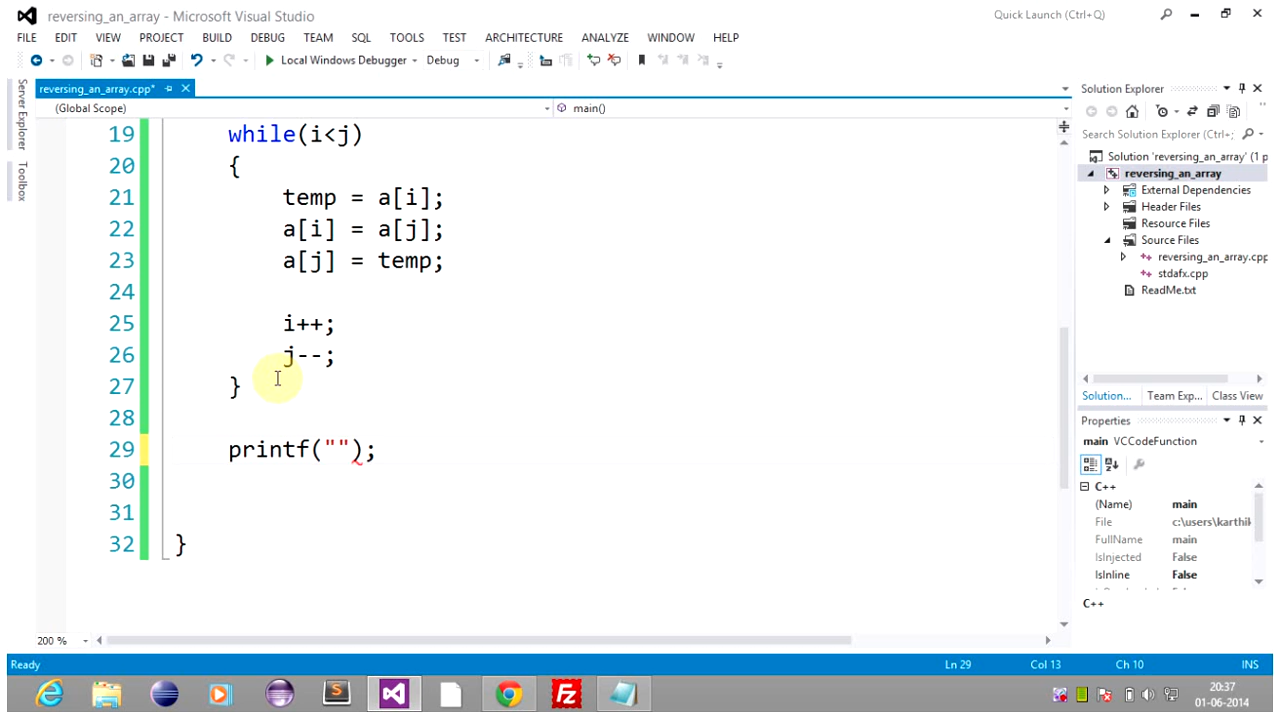 reversing_an_array - Microsoft Visual Studio
Quick Launch (Ctrl+Q)
FILE EDIT VIEW PROJECT BUILD DEBUG TEAM SQL TOOLS TEST ARCHITECTURE ANALYZE WINDOW HELP
Local Windows Debugger Debug
Server Explorer
Toolbox
reversing_an_array.cpp*
(Global Scope) main()
19 while(i<j)
20 {
21 temp = a[i];
22 a[i] = a[j];
23 a[j] = temp;
24
25 i++;
26 j--;
27 }
28
29 printf("");
30
31
32 }
200 %
Solution Explorer
Search Solution Explorer (Ctrl+;
Solution 'reversing_an_array' (1 p
reversing_an_array
External Dependencies
Header Files
Resource Files
Source Files
reversing_an_array.cpp
stdafx.cpp
ReadMe.txt
Solution... Team Exp... Class View
Properties
main VCCodeFunction
C++
(Name) main
File c:\users\karthik
FullName main
IsInjected False
IsInline False
C++
Ready Ln 29 Col 13 Ch 10 INS
20:37
01-06-2014